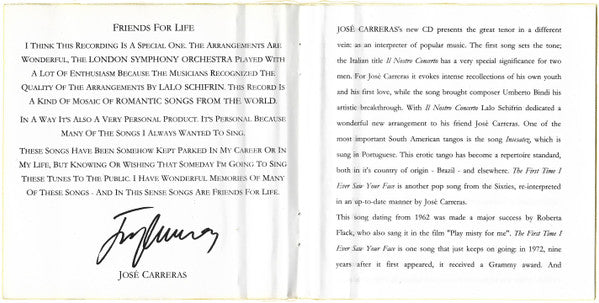 FRIENDS FOR LIFE
I THINK THIS RECORDING IS A SPECIAL ONE. THE ARRANGEMENTS ARE
WONDERFUL, THE LONDON SYMPHONY ORCHESTRA PLAYED WITH
A LOT OF ENTHUSIASM BECAUSE THE MUSICIANS RECOGNIZED THE
QUALITY OF THE ARRANGEMENTS BY LALO SCHIFRIN. THIS RECORD IS
A KIND OF MOSAIC OF ROMANTIC SONGS FROM THE WORLD.
IN A WAY IT'S ALSO A VERY PERSONAL PRODUCT. IT'S PERSONAL BECAUSE
MANY OF THE SONGS I ALWAYS WANTED TO SING.
THESE SONGS HAVE BEEN SOMEHOW KEPT PARKED IN MY CAREER OR IN
MY LIFE, BUT KNOWING OR WISHING THAT SOMEDAY I'M GOING TO SING
THESE TUNES TO THE PUBLIC. I HAVE WONDERFUL MEMORIES OF MANY
OF THESE SONGS - AND IN THIS SENSE SONGS ARE FRIENDS FOR LIFE.
JOSÉ CARRERAS
JOSÉ CARRERAS's new CD presents the great tenor in a different
vein: as an interpreter of popular music. The first song sets the tone;
the Italian title Il Nostro Concerto has a very special significance for two
men. For José Carreras it evokes intense recollections of his own youth
and his first love, while the song brought composer Umberto Bindi his
artistic breakthrough. With Il Nostro Concerto Lalo Schifrin dedicated a
wonderful new arrangement to his friend José Carreras. One of the
most important South American tangos is the song Insensatez, which is
sung in Portuguese. This erotic tango has become a repertoire standard,
both in it's country of origin - Brazil - and elsewhere. The First Time I
Ever Saw Your Face is another pop song from the Sixties, re-interpreted
in an up-to-date manner by José Carreras.
This song dating from 1962 was made a major success by Roberta
Flack, who also sang it in the film "Play misty for me". The First Time I
Ever Saw Your Face is one song that just keeps on going: in 1972, nine
years after it first appeared, it received a Grammy award. And